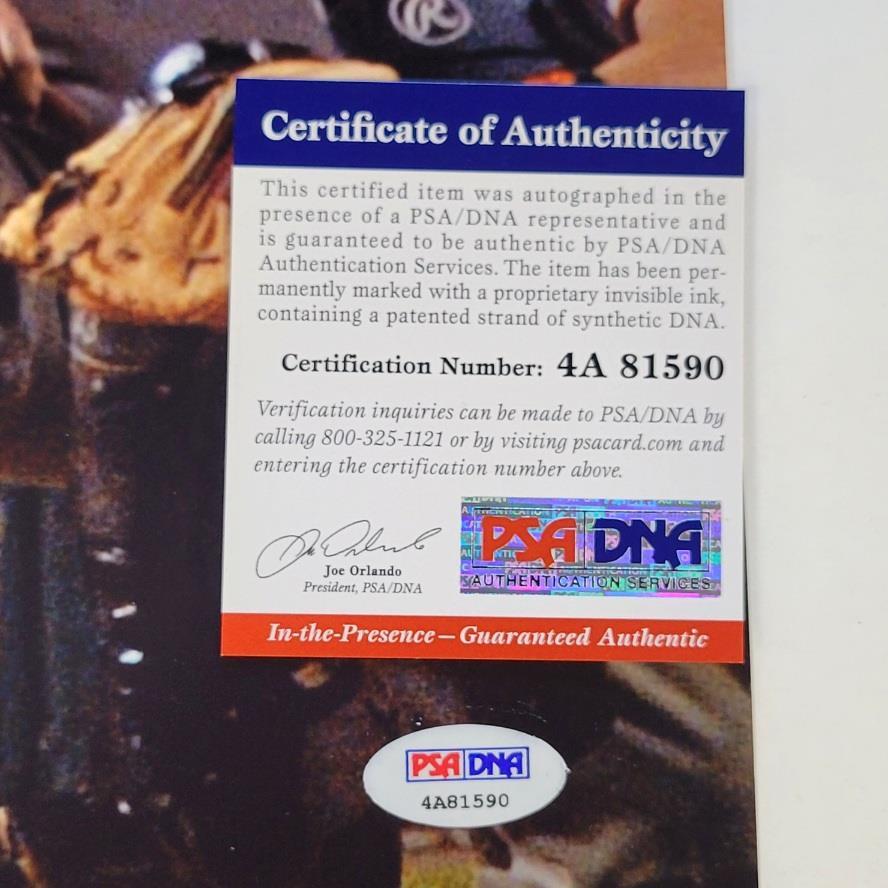 Certificate of Authenticity
This certified item was autographed in the
presence of a PSA/DNA representative and
is guaranteed to be authentic by PSA/DNA
Authentication Services. The item has been per-
manently marked with a proprietary invisible ink,
containing a patented strand of synthetic DNA.
Certification Number: 4A 81590
Verification inquiries can be made to PSA/DNA by
calling 800-325-1121 or by visiting psacard.com and
entering the certification number above.
Joe Orlando
President, PSA/DNA
PSA DNA
AUTHENTICATION SERVICES
In-the-Presence — Guaranteed Authentic
PSA DNA
4A81590